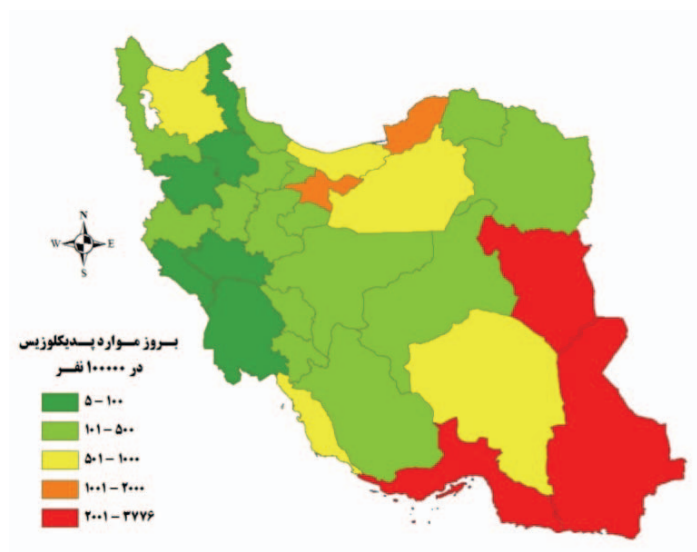 N
W E
S
بروز موارد پدیکلوزیس
در ۱۰۰۰۰۰ نفر
۵ – ۱۰۰
۱۰۱ – ۵۰۰
۵۰۱ – ۱۰۰۰
۱۰۰۱ – ۲۰۰۰
۲۰۰۱ – ۳۷۷۶